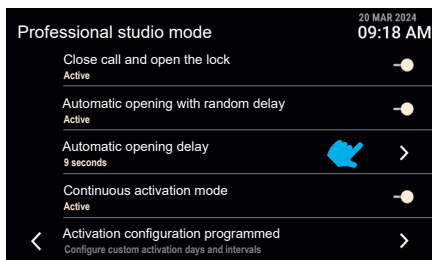 20 MAR 2024
Professional studio mode
09:18 AM
Close call and open the lock
Active
Automatic opening with random delay
Active
Automatic opening delay
9 seconds
Continuous activation mode
Active
Activation configuration programmed
Configure custom activation days and intervals